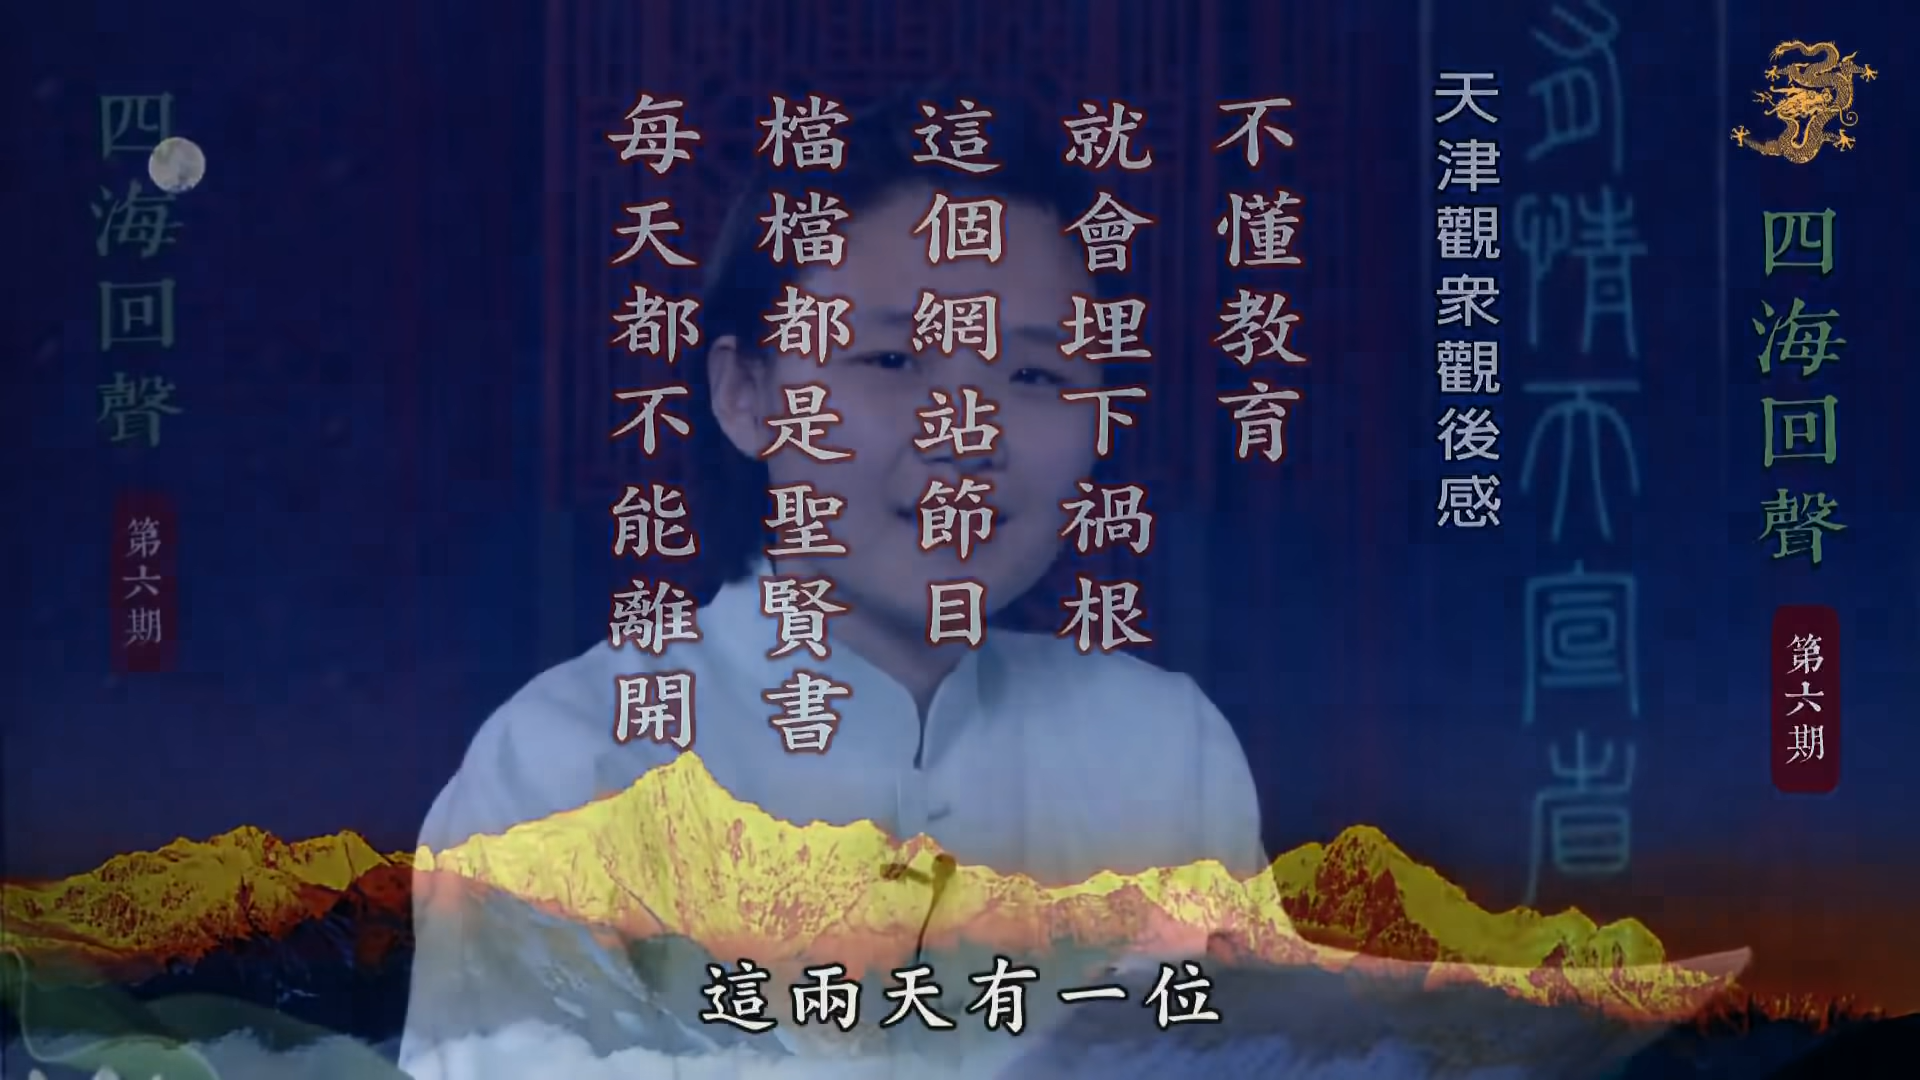 四海回聲
第六期
天津觀衆觀後感
不懂教育
就會埋下禍根
這個網站節目
檔檔都是聖賢書
每天都不能離開
四海回聲
第六期
這兩天有一位